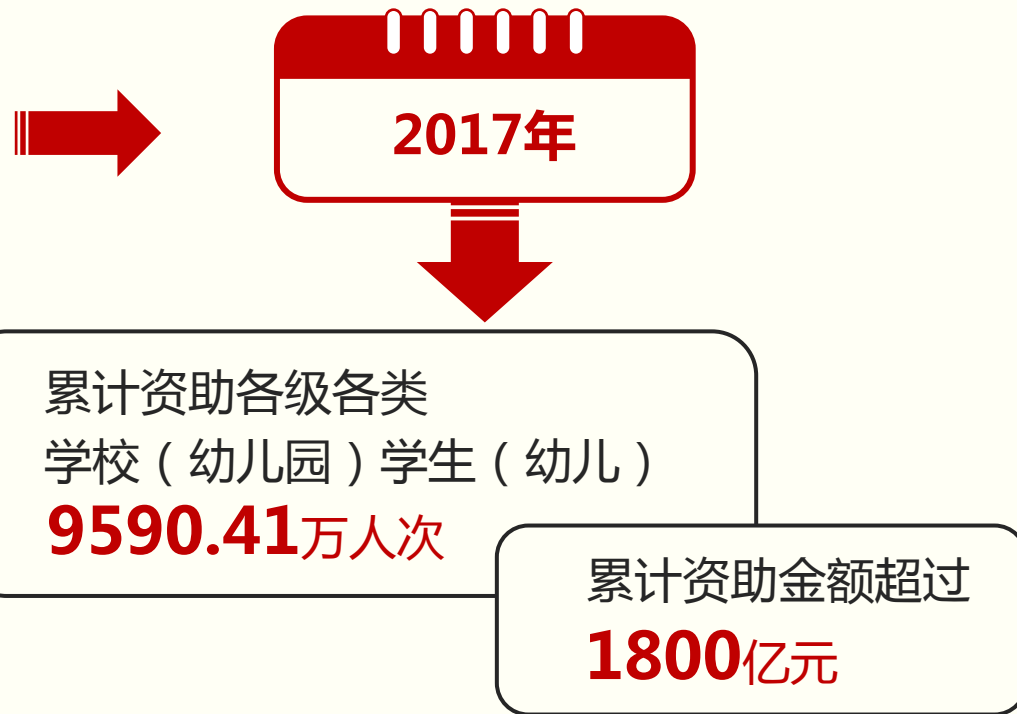 2017年
累计资助各级各类
学校（幼儿园）学生（幼儿）
9590.41万人次
累计资助金额超过
1800亿元